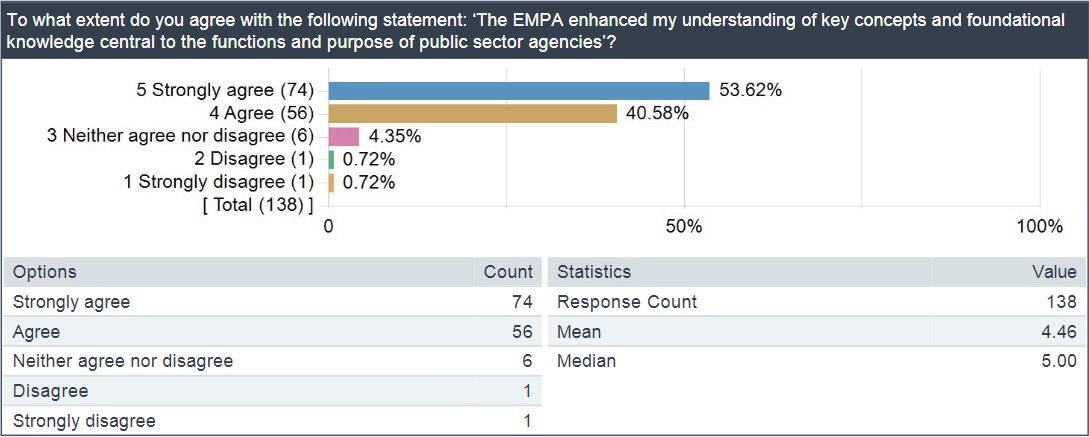 To what extent do you agree with the following statement: ‘The EMPA enhanced my understanding of key concepts and foundational
knowledge central to the functions and purpose of public sector agencies’?
5 Strongly agree (74) 53.62%
4 Agree (56) 40.58%
3 Neither agree nor disagree (6) 4.35%
2 Disagree (1) 0.72%
1 Strongly disagree (1) 0.72%
[ Total (138) ]
0 50% 100%
Options Count Statistics Value
Strongly agree 74 Response Count 138
Agree 56 Mean 4.46
Neither agree nor disagree 6 Median 5.00
Disagree 1
Strongly disagree 1